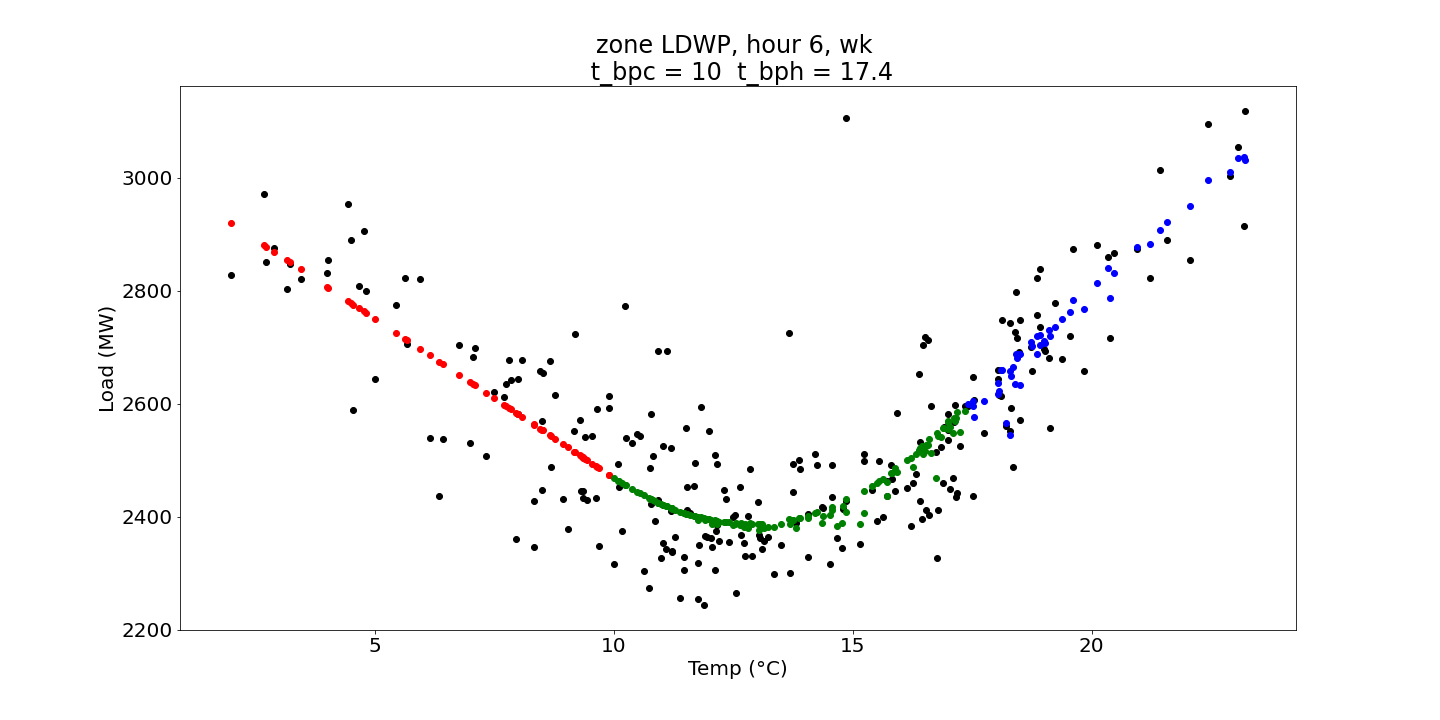 zone LDWP, hour 6, wk
t_bpc = 10  t_bph = 17.4
3000
2800
2600
2400
2200
Load (MW)
5
10
15
20
Temp (°C)